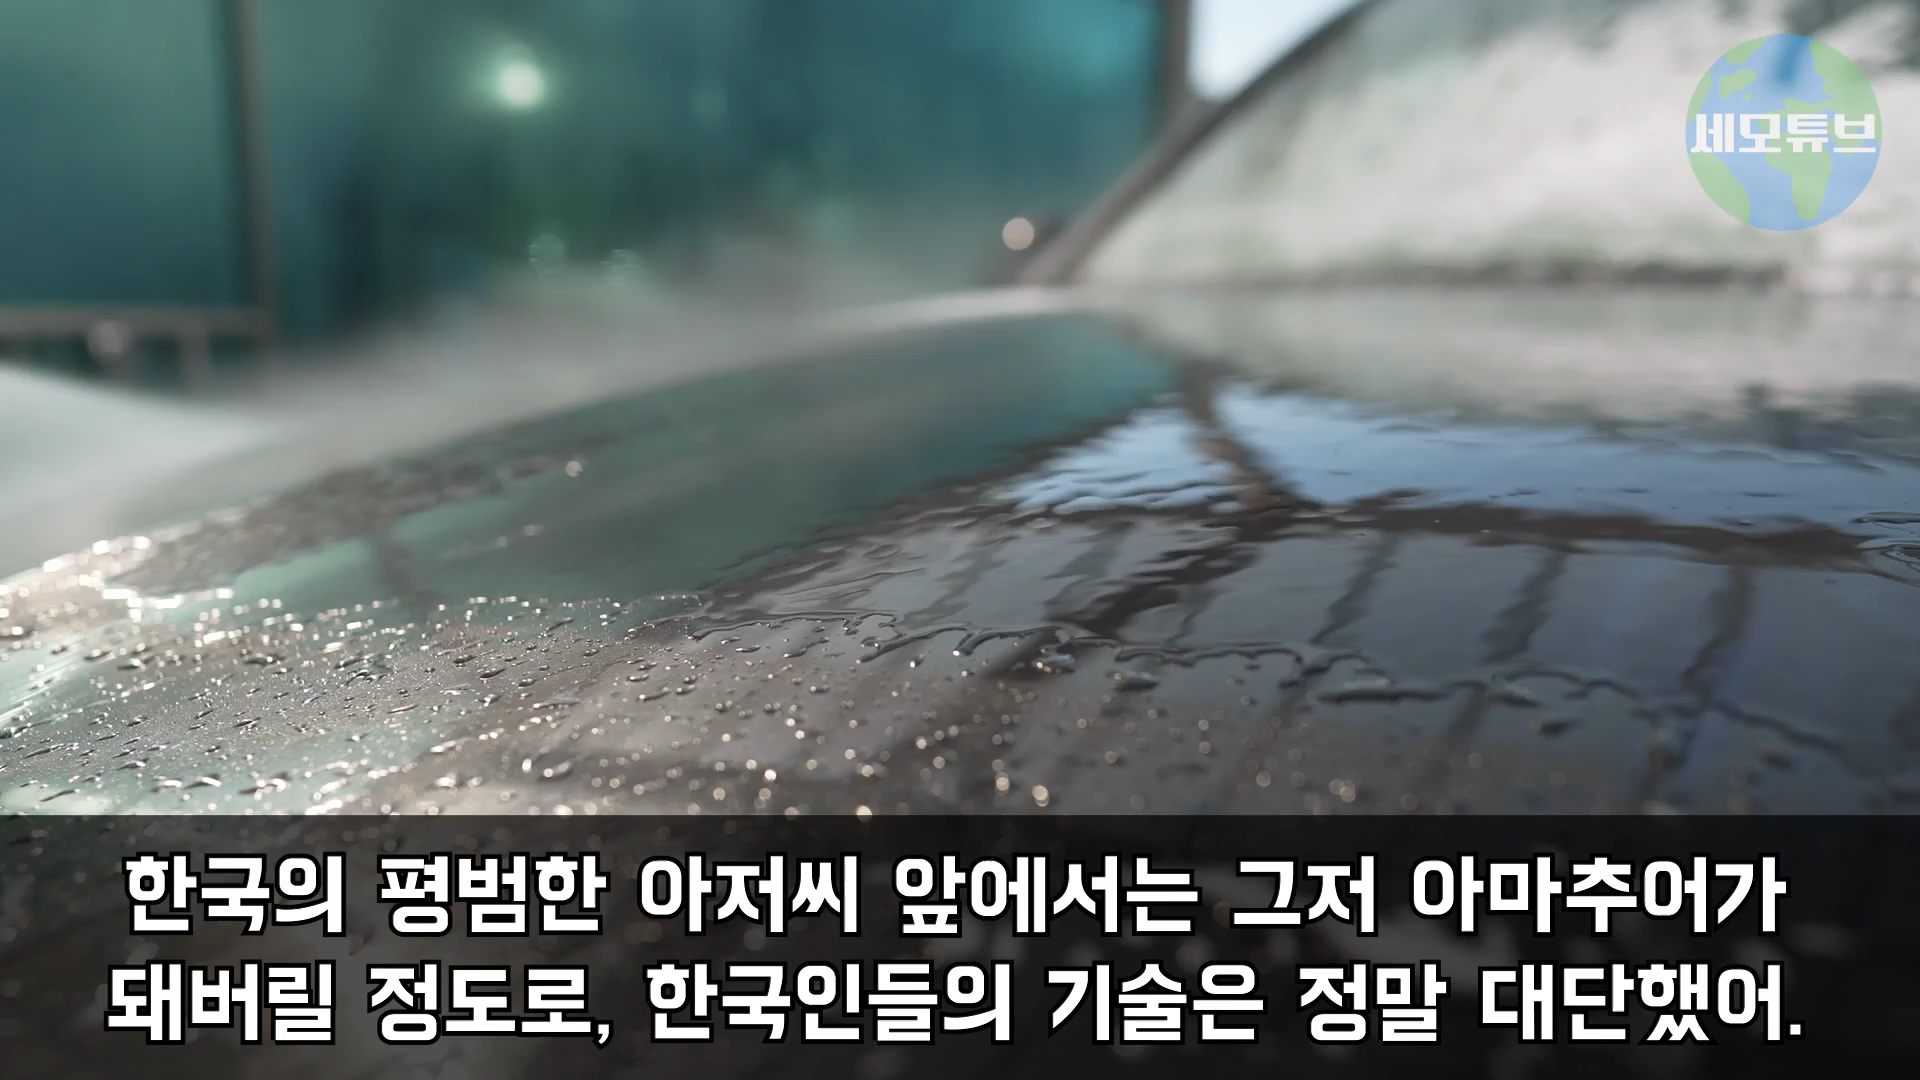 세모튜브
한국의 평범한 아저씨 앞에서는 그저 아마추어가
돼버릴 정도로, 한국인들의 기술은 정말 대단했어.